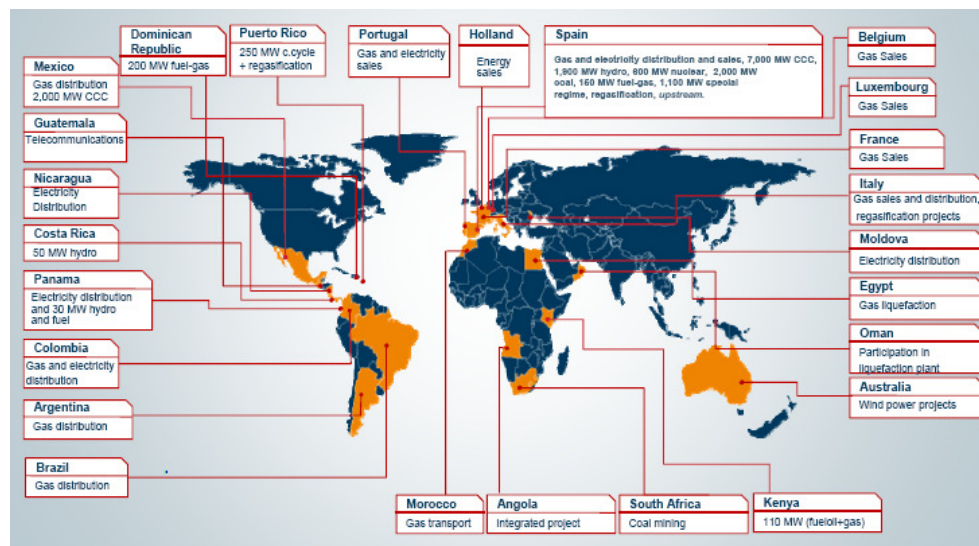 Dominican
Republic
200 MW fuel-gas
Puerto Rico
250 MW c.cycle
+ regasification
Portugal
Gas and electricity
sales
Holland
Energy
sales
Spain
Gas and electricity distribution and sales, 7,000 MW CCC,
1,900 MW hydro, 600 MW nuclear, 2,000 MW
coal, 160 MW fuel-gas, 1,100 MW special
regime, regasification, upstream.
Belgium
Gas Sales
Luxembourg
Gas Sales
France
Gas Sales
Italy
Gas sales and distribution,
regasification projects
Moldova
Electricity distribution
Egypt
Gas liquefaction
Oman
Participation in
liquefaction plant
Australia
Wind power projects
Mexico
Gas distribution
2,000 MW CCC
Guatemala
Telecommunications
Nicaragua
Electricity
Distribution
Costa Rica
50 MW hydro
Panama
Electricity distribution
and 30 MW hydro
and fuel
Colombia
Gas and electricity
distribution
Argentina
Gas distribution
Brazil
Gas distribution
Morocco
Gas transport
Angola
Integrated project
South Africa
Coal mining
Kenya
110 MW (fueloil+gas)